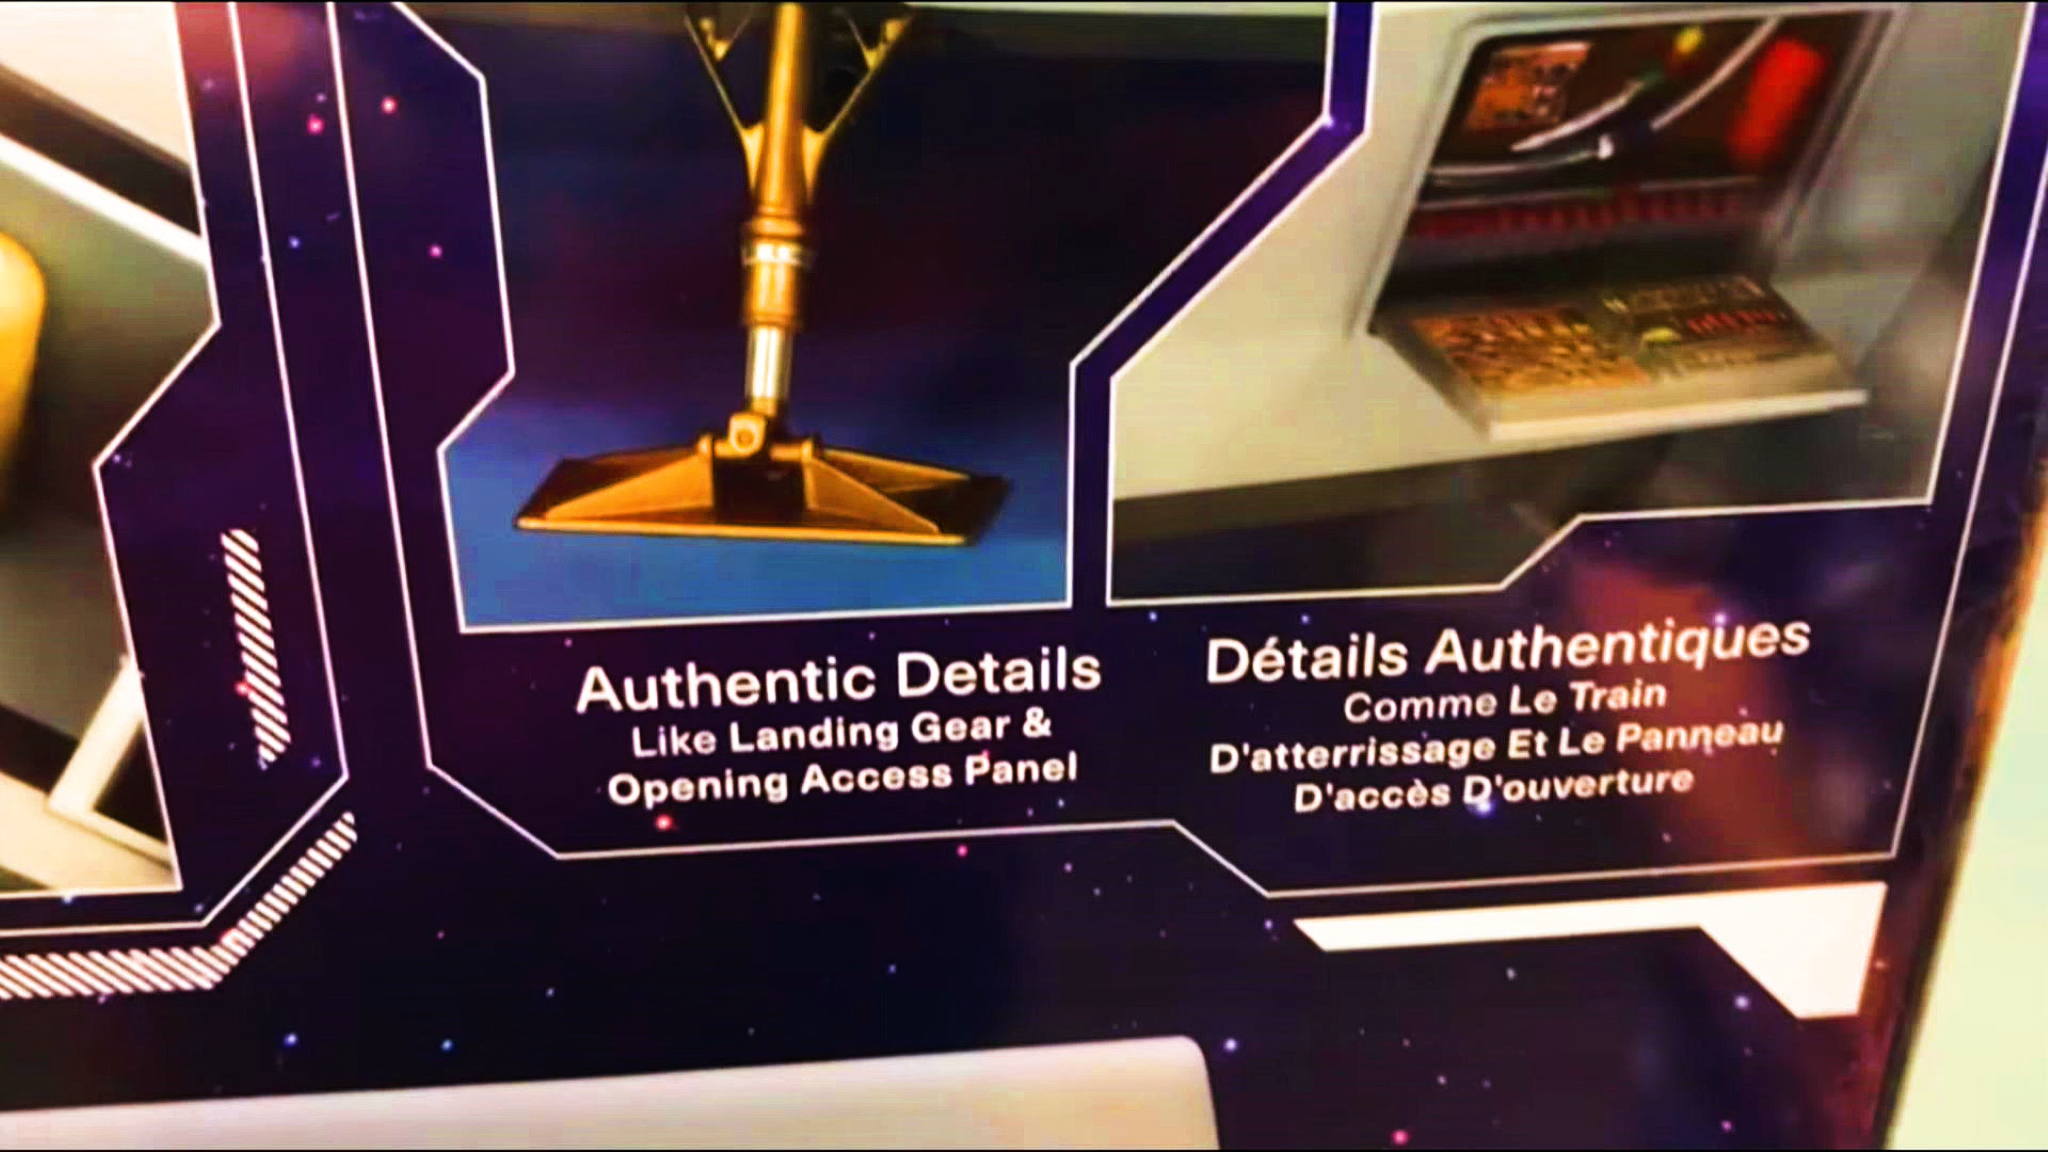 Authentic Details
Like Landing Gear &
Opening Access Panel
Détails Authentiques
Comme Le Train
D'atterrissage Et Le Panneau
D'accès D'ouverture